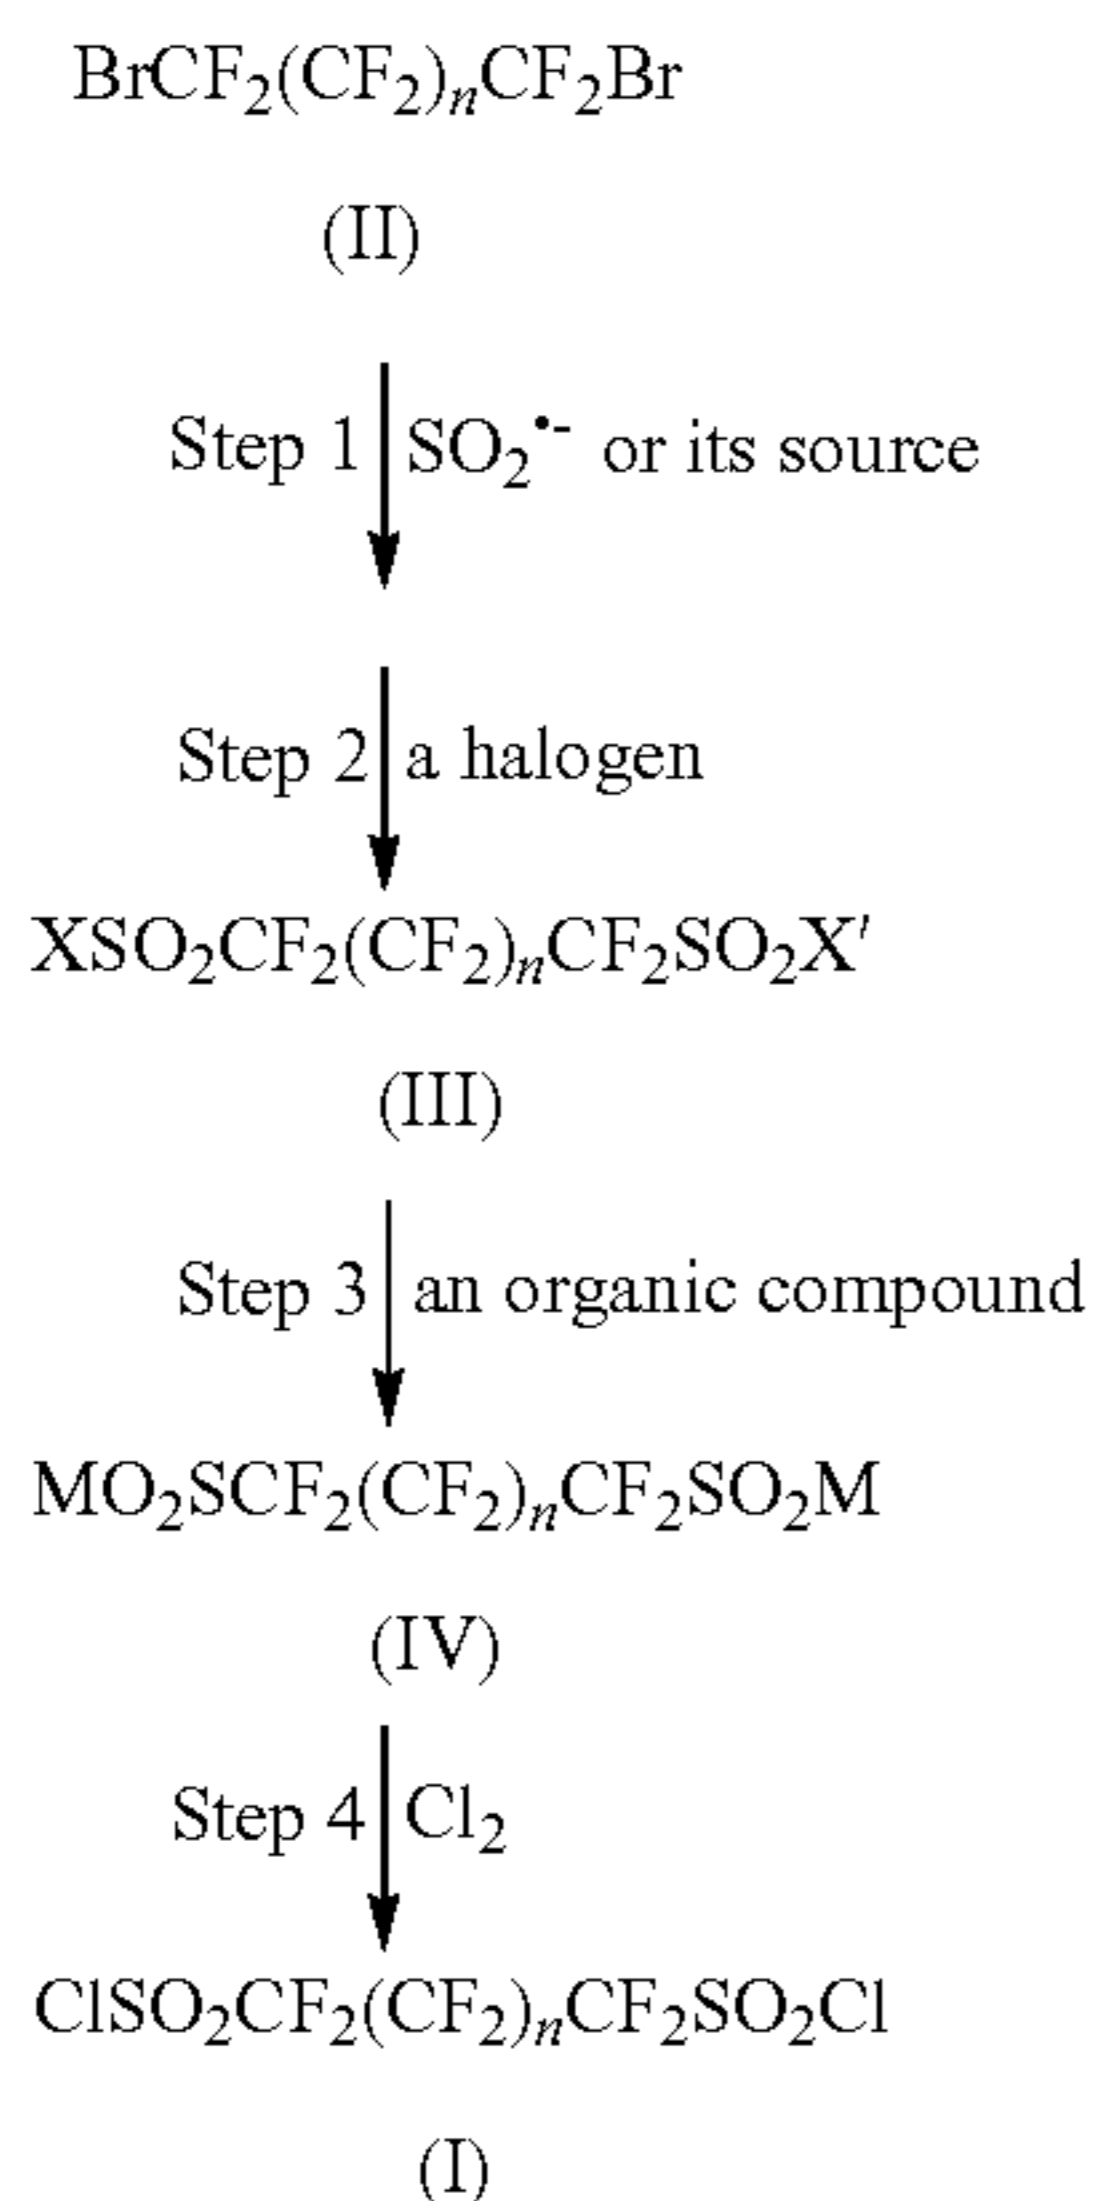 BrCF₂(CF₂)ₙCF₂Br
(II)
Step 1 SO₂•⁻ or its source
Step 2 a halogen
XSO₂CF₂(CF₂)ₙCF₂SO₂X′
(III)
Step 3 an organic compound
MO₂SCF₂(CF₂)ₙCF₂SO₂M
(IV)
Step 4 Cl₂
ClSO₂CF₂(CF₂)ₙCF₂SO₂Cl
(I)